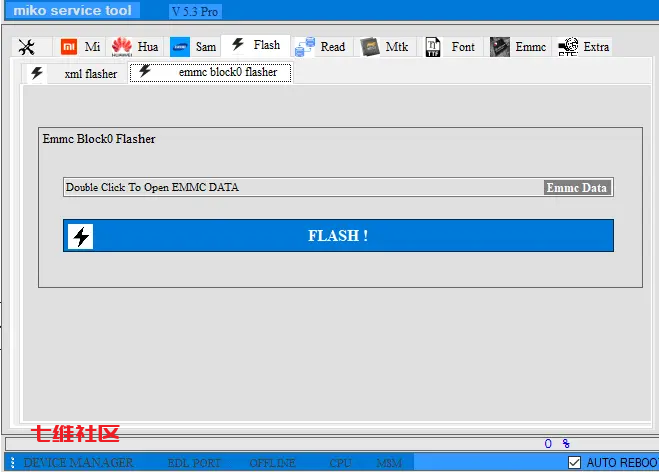 miko service tool V 5.3 Pro
Mi Hua Sam Flash Read Mtk Font Emmc Extra
xml flasher emmc block0 flasher
Emmc Block0 Flasher
Double Click To Open EMMC DATA Emmc Data
FLASH !
七维社区
0 %
DEVICE MANAGER EDL PORT OFFLINE CPU MSM AUTO REBOO